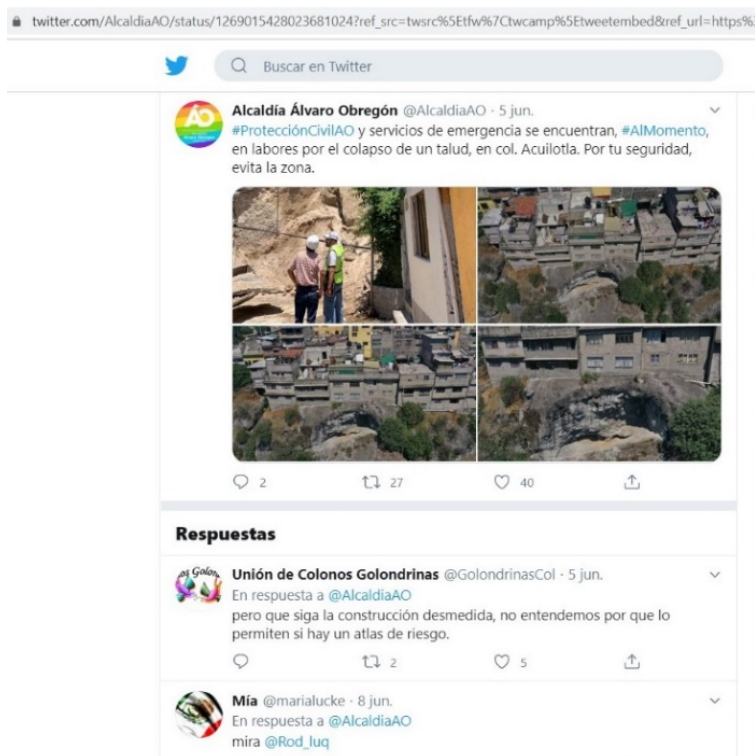 twitter.com/AlcaldiaAO/status/1269015428023681024?ref_src=twsrc%5Etfw%7Ctwcamp%5Etweetembed&ref_url=https%
Buscar en Twitter
Alcaldía Álvaro Obregón @AlcaldiaAO · 5 jun.
#ProtecciónCivilAO y servicios de emergencia se encuentran, #AlMomento,
en labores por el colapso de un talud, en col. Acuilotla. Por tu seguridad,
evita la zona.
2 27 40
Respuestas
Unión de Colonos Golondrinas @GolondrinasCol · 5 jun.
En respuesta a @AlcaldiaAO
pero que siga la construcción desmedida, no entendemos por que lo
permiten si hay un atlas de riesgo.
2 5
Mía @marialucke · 8 jun.
En respuesta a @AlcaldiaAO
mira @Rod_luq